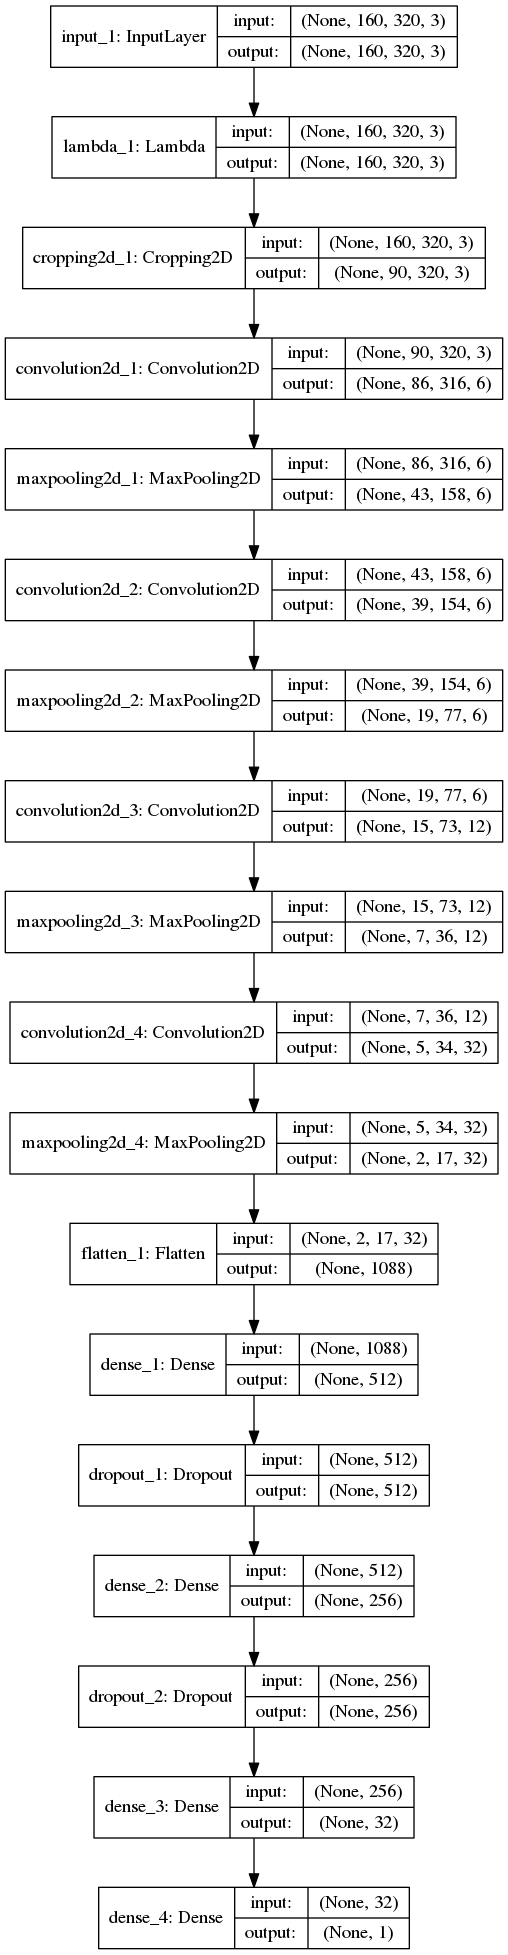 input_1: InputLayer
input: (None, 160, 320, 3)
output: (None, 160, 320, 3)
lambda_1: Lambda
input: (None, 160, 320, 3)
output: (None, 160, 320, 3)
cropping2d_1: Cropping2D
input: (None, 160, 320, 3)
output: (None, 90, 320, 3)
convolution2d_1: Convolution2D
input: (None, 90, 320, 3)
output: (None, 86, 316, 6)
maxpooling2d_1: MaxPooling2D
input: (None, 86, 316, 6)
output: (None, 43, 158, 6)
convolution2d_2: Convolution2D
input: (None, 43, 158, 6)
output: (None, 39, 154, 6)
maxpooling2d_2: MaxPooling2D
input: (None, 39, 154, 6)
output: (None, 19, 77, 6)
convolution2d_3: Convolution2D
input: (None, 19, 77, 6)
output: (None, 15, 73, 12)
maxpooling2d_3: MaxPooling2D
input: (None, 15, 73, 12)
output: (None, 7, 36, 12)
convolution2d_4: Convolution2D
input: (None, 7, 36, 12)
output: (None, 5, 34, 32)
maxpooling2d_4: MaxPooling2D
input: (None, 5, 34, 32)
output: (None, 2, 17, 32)
flatten_1: Flatten
input: (None, 2, 17, 32)
output: (None, 1088)
dense_1: Dense
input: (None, 1088)
output: (None, 512)
dropout_1: Dropout
input: (None, 512)
output: (None, 512)
dense_2: Dense
input: (None, 512)
output: (None, 256)
dropout_2: Dropout
input: (None, 256)
output: (None, 256)
dense_3: Dense
input: (None, 256)
output: (None, 32)
dense_4: Dense
input: (None, 32)
output: (None, 1)